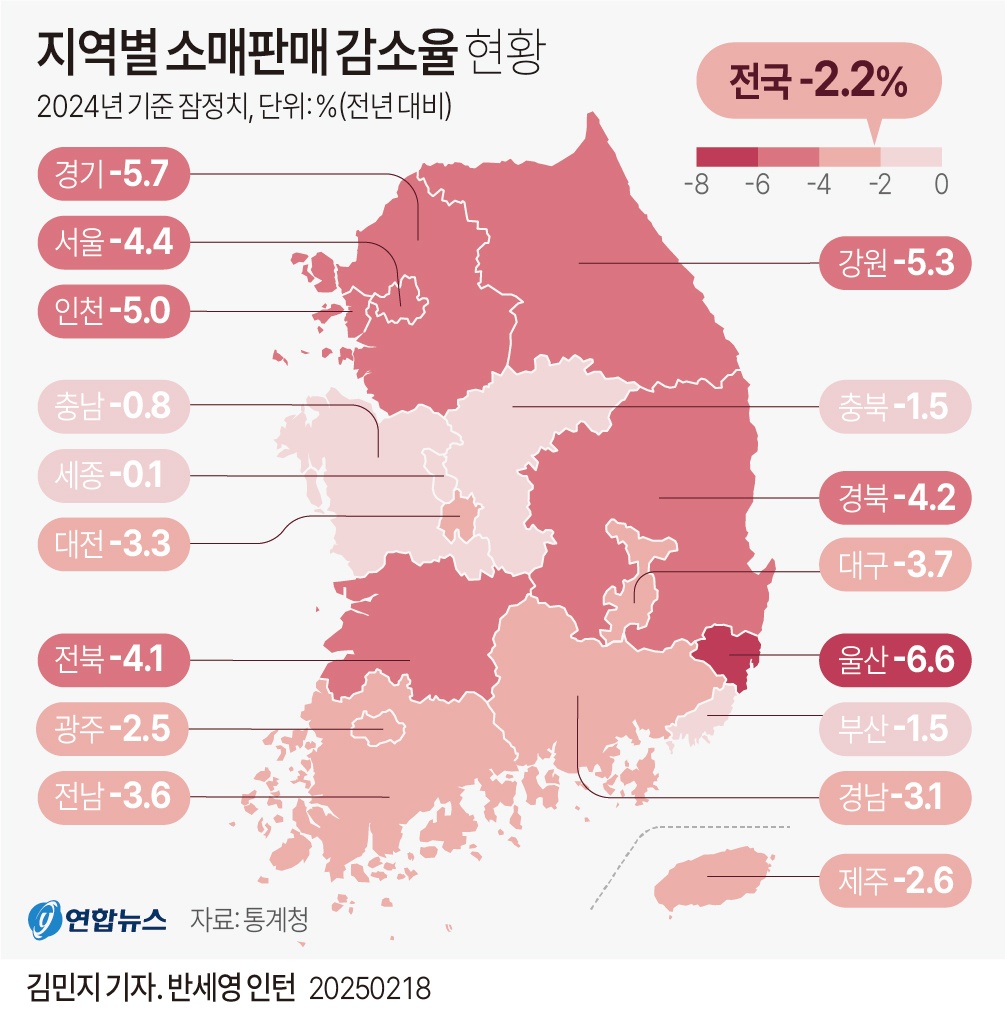 지역별 소매판매 감소율 현황
2024년 기준 잠정치, 단위: %(전년 대비)
전국 -2.2%
-8 -6 -4 -2 0
경기 -5.7
서울 -4.4
인천 -5.0
충남 -0.8
세종 -0.1
대전 -3.3
전북 -4.1
광주 -2.5
전남 -3.6
강원 -5.3
충북 -1.5
경북 -4.2
대구 -3.7
울산 -6.6
부산 -1.5
경남 -3.1
제주 -2.6
연합뉴스 자료: 통계청
김민지 기자. 반세영 인턴 20250218